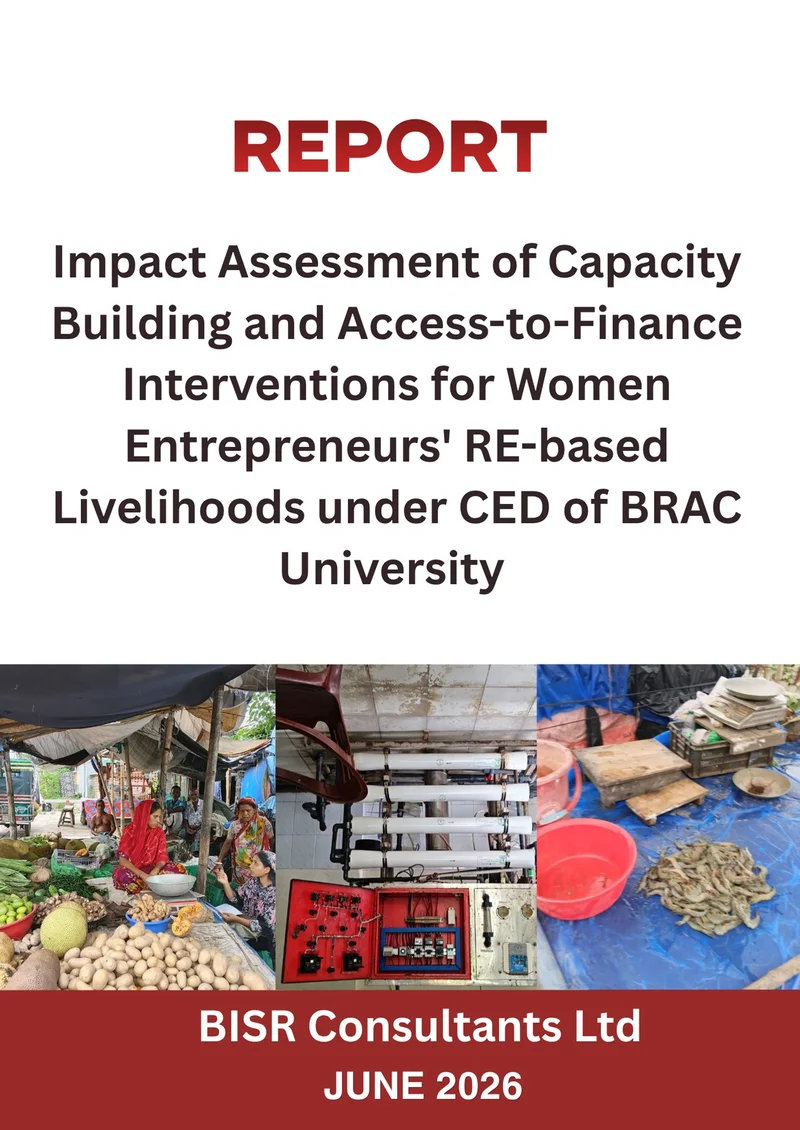 REPORT
Impact Assessment of Capacity
Building and Access-to-Finance
Interventions for Women
Entrepreneurs' RE-based
Livelihoods under CED of BRAC
University
BISR Consultants Ltd
JUNE 2026